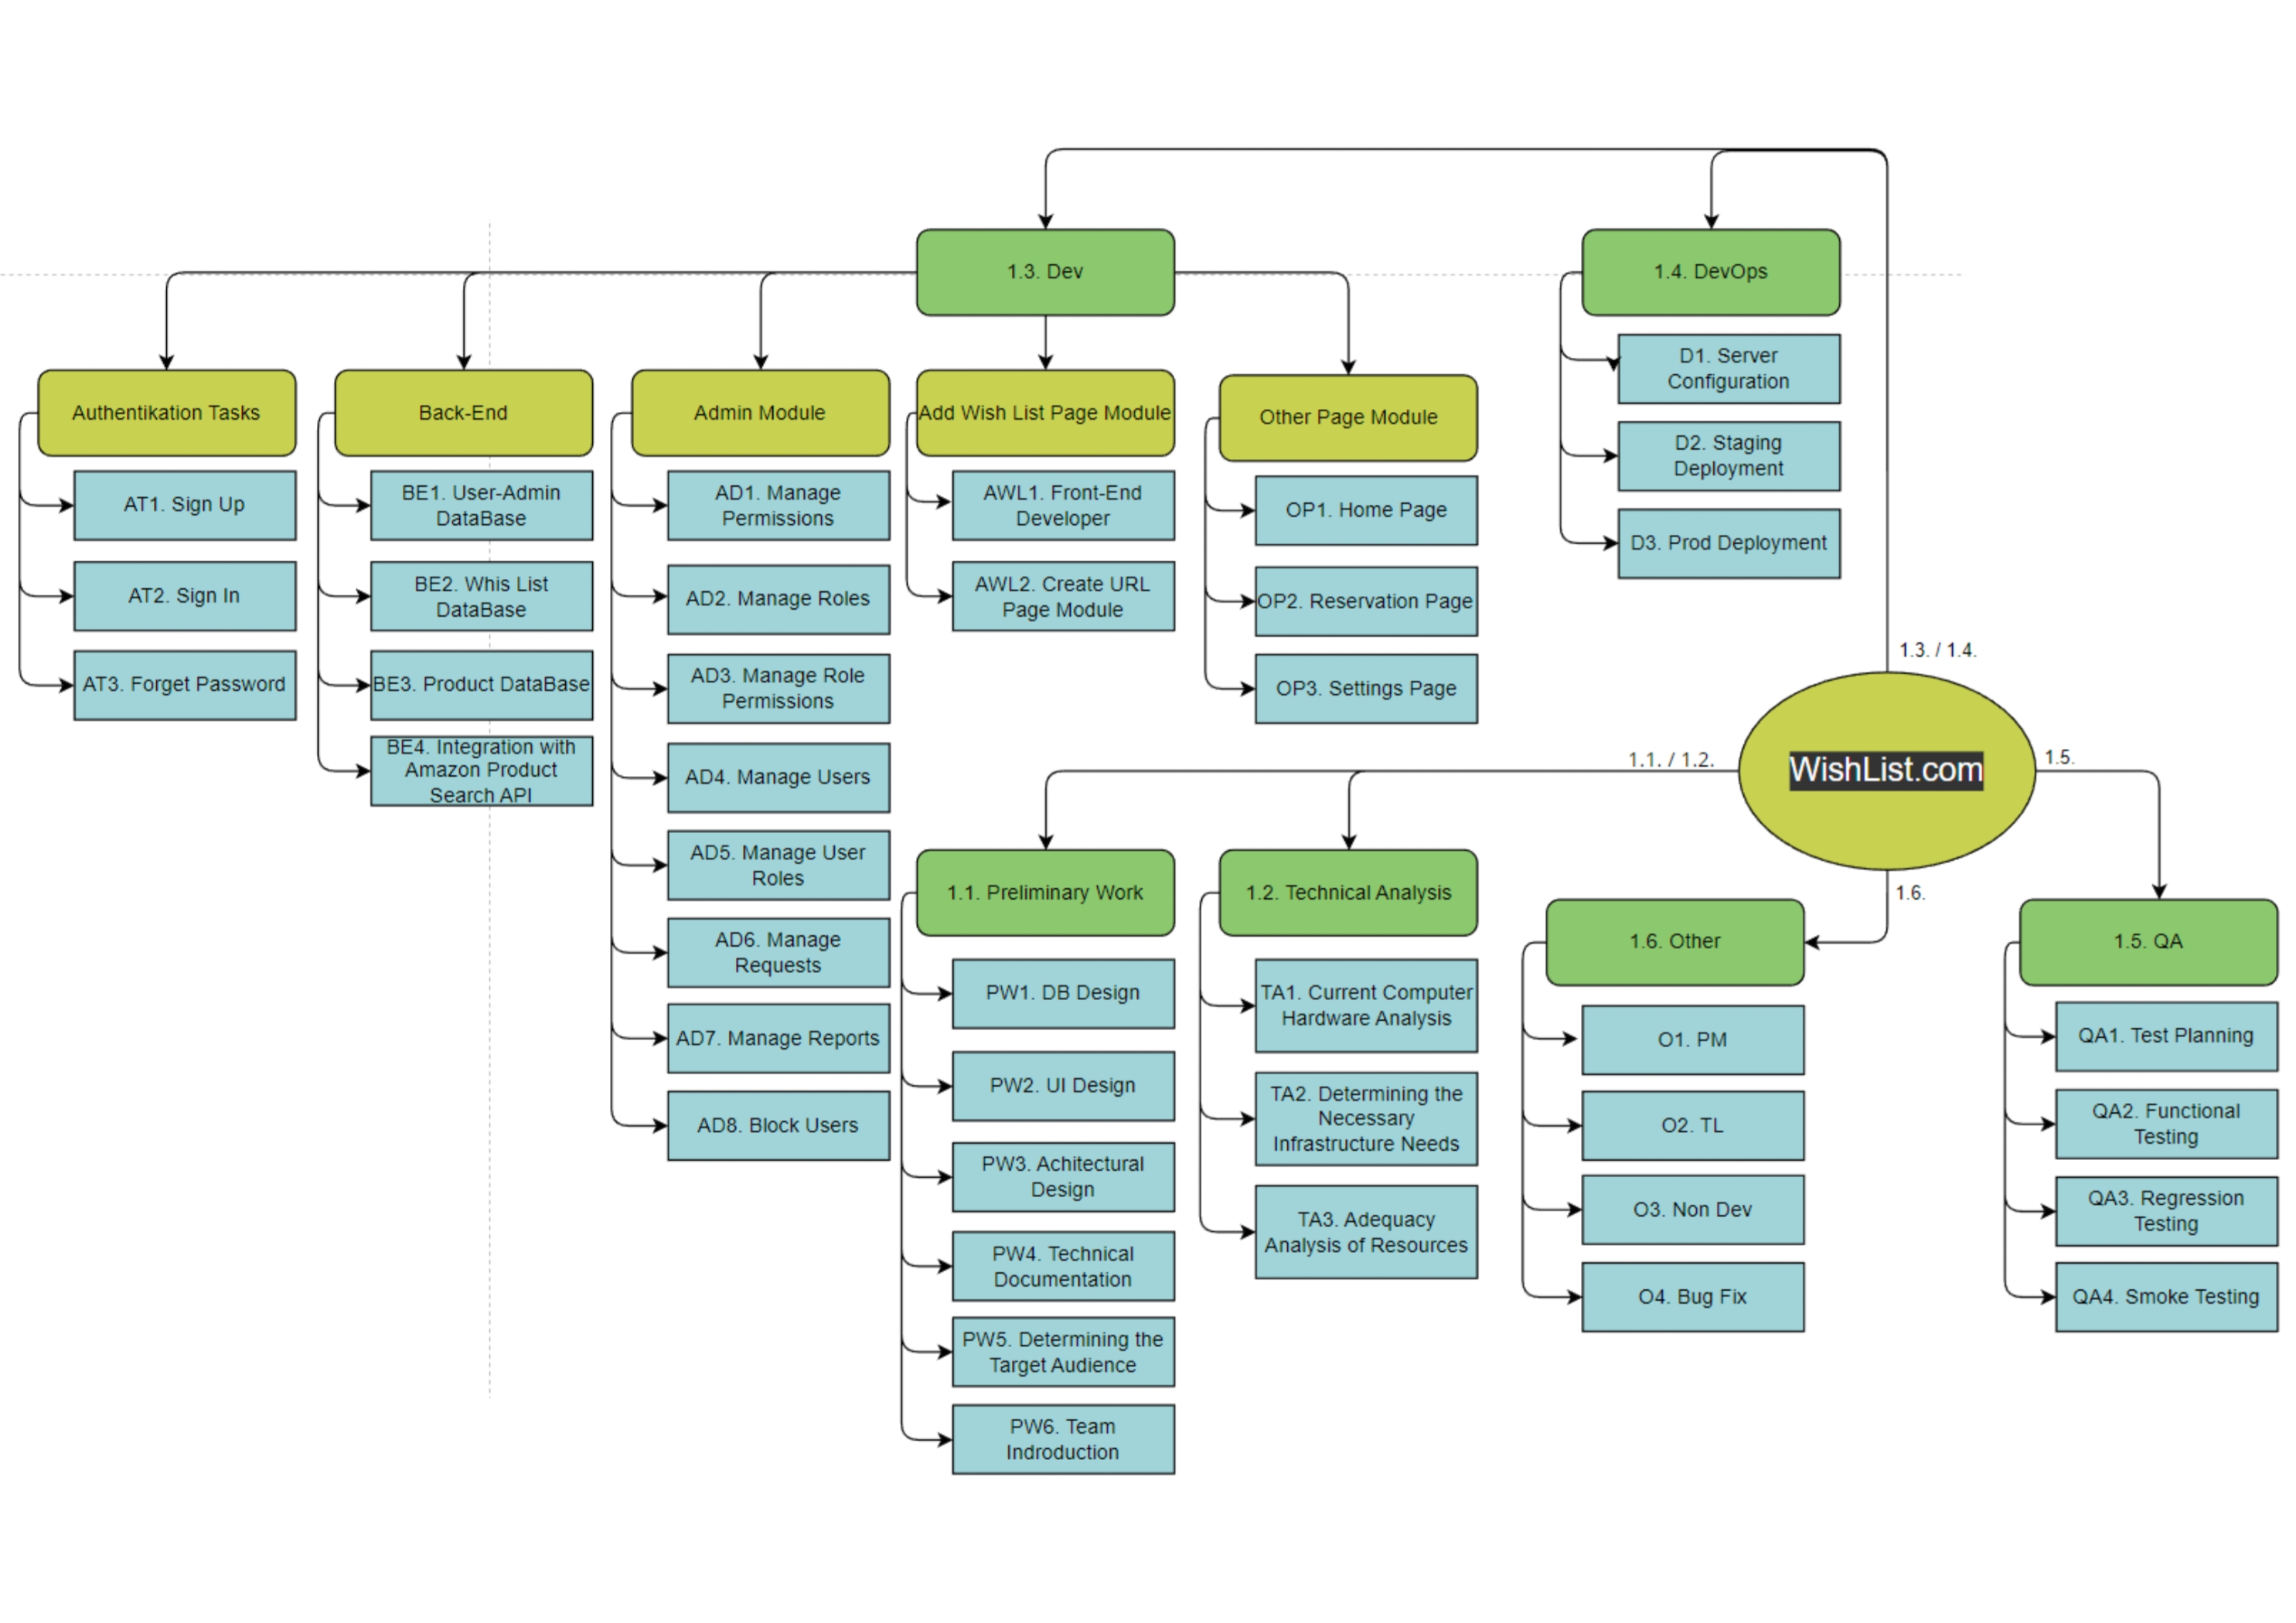 1.3. Dev
1.4. DevOps
Authentikation Tasks
AT1. Sign Up
AT2. Sign In
AT3. Forget Password
Back-End
BE1. User-Admin
DataBase
BE2. Whis List
DataBase
BE3. Product DataBase
BE4. Integration with
Amazon Product
Search API
Admin Module
AD1. Manage
Permissions
AD2. Manage Roles
AD3. Manage Role
Permissions
AD4. Manage Users
AD5. Manage User
Roles
AD6. Manage
Requests
AD7. Manage Reports
AD8. Block Users
Add Wish List Page Module
AWL1. Front-End
Developer
AWL2. Create URL
Page Module
Other Page Module
OP1. Home Page
OP2. Reservation Page
OP3. Settings Page
D1. Server
Configuration
D2. Staging
Deployment
D3. Prod Deployment
1.3. / 1.4.
1.1. / 1.2.
WishList.com
1.5.
1.6.
1.1. Preliminary Work
PW1. DB Design
PW2. UI Design
PW3. Achitectural
Design
PW4. Technical
Documentation
PW5. Determining the
Target Audience
PW6. Team
Indroduction
1.2. Technical Analysis
TA1. Current Computer
Hardware Analysis
TA2. Determining the
Necessary
Infrastructure Needs
TA3. Adequacy
Analysis of Resources
1.6. Other
O1. PM
O2. TL
O3. Non Dev
O4. Bug Fix
1.5. QA
QA1. Test Planning
QA2. Functional
Testing
QA3. Regression
Testing
QA4. Smoke Testing